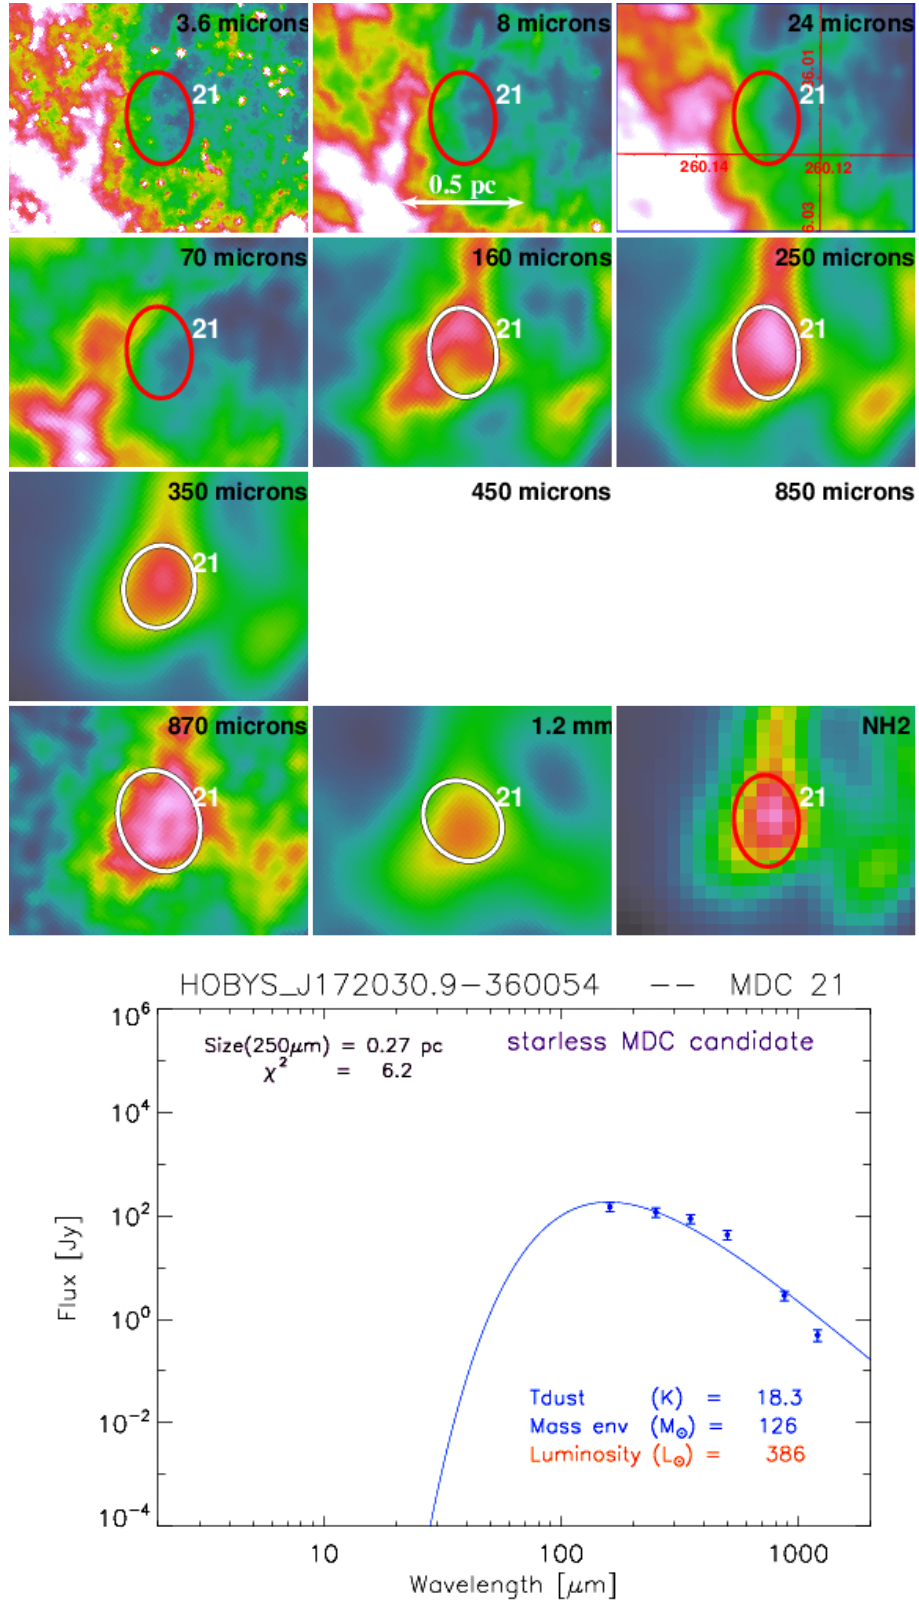 3.6 microns
21
8 microns
21
0.5 pc
24 microns
21
260.14
260.12
70 microns
21
160 microns
21
250 microns
21
350 microns
21
450 microns
850 microns
870 microns
21
1.2 mm
21
NH2
21
HOBYS_J172030.9−360054 −− MDC 21
Size(250μm) = 0.27 pc
χ² = 6.2
starless MDC candidate
10⁶
10⁴
10²
10⁰
10⁻²
10⁻⁴
Flux [Jy]
Tdust (K) = 18.3
Mass env (M☉) = 126
Luminosity (L☉) = 386
10
100
1000
Wavelength [μm]